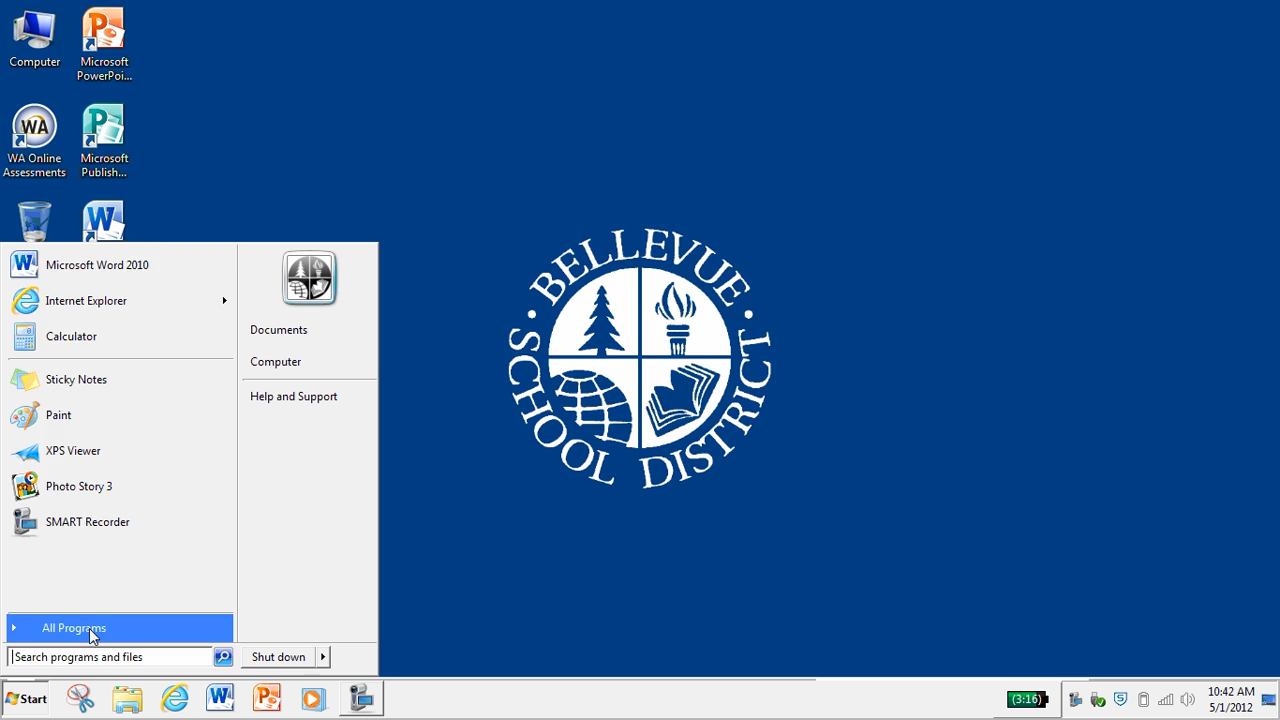 Computer
Microsoft
PowerPoi...
WA
WA Online
Assessments
Microsoft
Publish...
Microsoft Word 2010
Internet Explorer
Calculator
Sticky Notes
Paint
XPS Viewer
Photo Story 3
SMART Recorder
All Programs
Search programs and files
Documents
Computer
Help and Support
Shut down
BELLEVUE
SCHOOL DISTRICT
Start
(3:16)
10:42 AM
5/1/2012